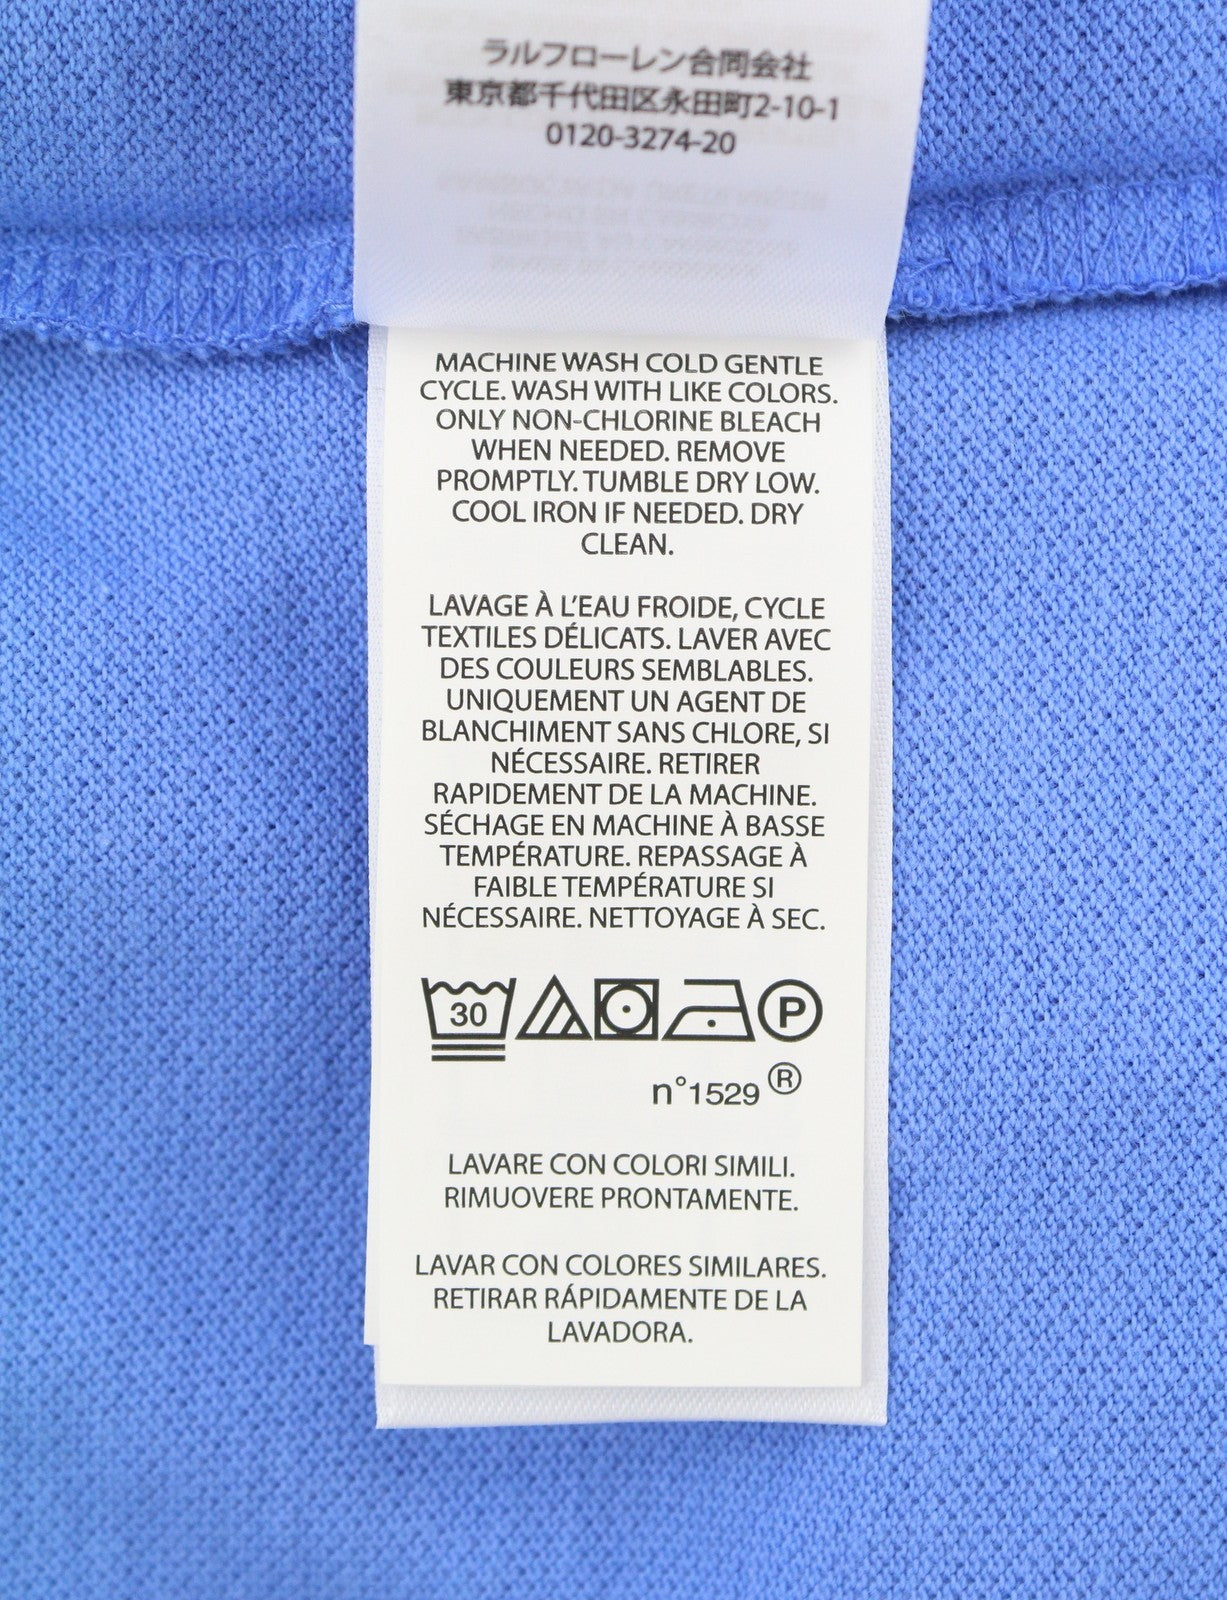 ラルフローレン合同会社
東京都千代田区永田町2-10-1
0120-3274-20
MACHINE WASH COLD GENTLE
CYCLE. WASH WITH LIKE COLORS.
ONLY NON-CHLORINE BLEACH
WHEN NEEDED. REMOVE
PROMPTLY. TUMBLE DRY LOW.
COOL IRON IF NEEDED. DRY
CLEAN.
LAVAGE À L'EAU FROIDE, CYCLE
TEXTILES DÉLICATS. LAVER AVEC
DES COULEURS SEMBLABLES.
UNIQUEMENT UN AGENT DE
BLANCHIMENT SANS CHLORE, SI
NÉCESSAIRE. RETIRER
RAPIDEMENT DE LA MACHINE.
SÉCHAGE EN MACHINE À BASSE
TEMPÉRATURE. REPASSAGE À
FAIBLE TEMPÉRATURE SI
NÉCESSAIRE. NETTOYAGE À SEC.
30 P
n°1529 ®
LAVARE CON COLORI SIMILI.
RIMUOVERE PRONTAMENTE.
LAVAR CON COLORES SIMILARES.
RETIRAR RÁPIDAMENTE DE LA
LAVADORA.